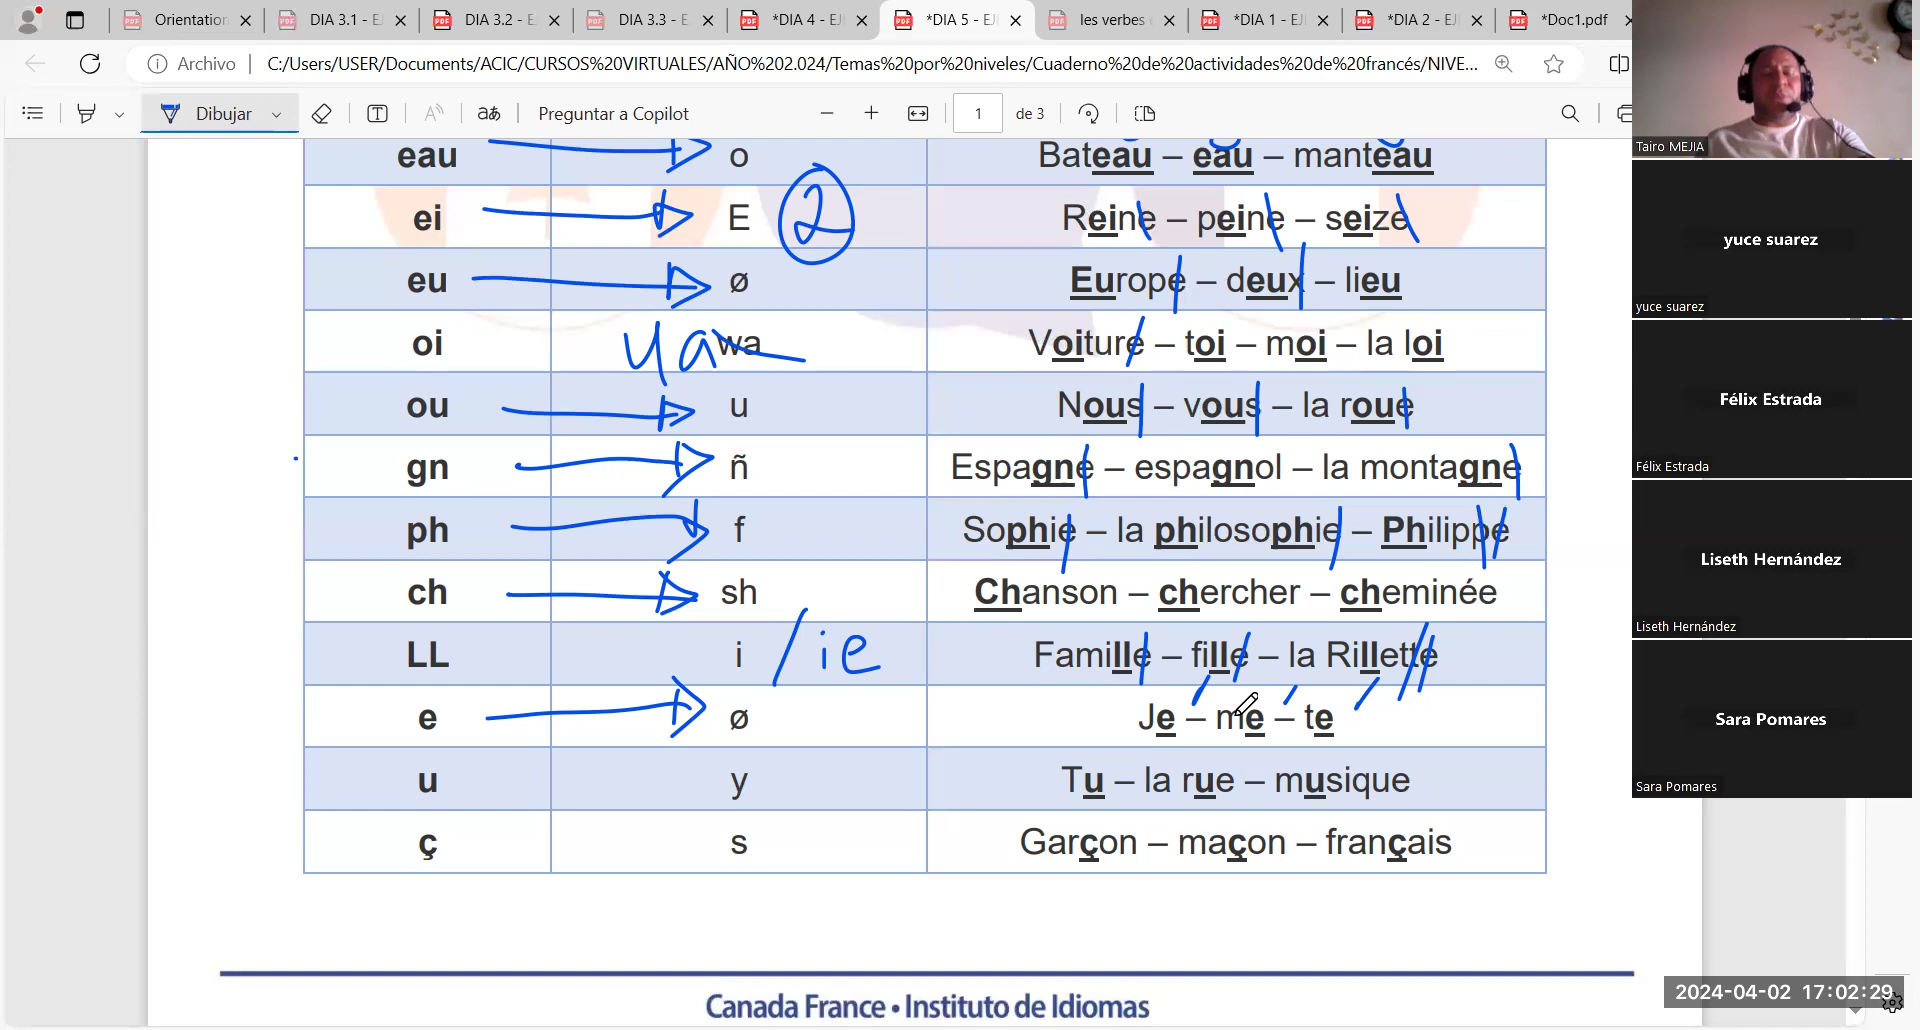 Orientation DIA 3.1 - E DIA 3.2 - E DIA 3.3 - E *DIA 4 - EJ *DIA 5 - EJ les verbes *DIA 1 - EJ *DIA 2 - EJ *Doc1.pdf
Archivo C:/Users/USER/Documents/ACIC/CURSOS%20VIRTUALES/AÑO%202.024/Temas%20por%20niveles/Cuaderno%20de%20actividades%20de%20francés/NIVE...
Dibujar Preguntar a Copilot 1 de 3
eau o Bateau – eau – manteau
ei E 2 Reine – peine – seize
eu ø Europe – deux – lieu
oi ua wa Voiture – toi – moi – la loi
ou u Nous – vous – la roue
gn ñ Espagne – espagnol – la montagne
ph f Sophie – la philosophie – Philippe
ch sh Chanson – chercher – cheminée
LL i / ie Famille – fille – la Rillette
e ø Je – me – te
u y Tu – la rue – musique
ç s Garçon – maçon – français
Canada France • Instituto de Idiomas
Tairo MEJIA
yuce suarez
yuce suarez
Félix Estrada
Félix Estrada
Liseth Hernández
Liseth Hernández
Sara Pomares
Sara Pomares
2024-04-02 17:02:29